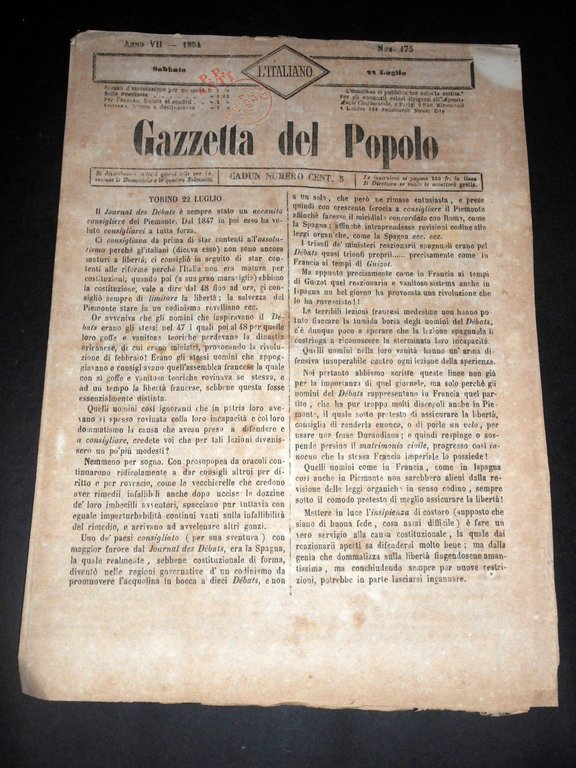 Anno VII — 1854
Num. 175
Sabbato
L'ITALIANO
22 Luglio
Gazzetta del Popolo
CADUN NUMERO CENT. 5
TORINO 22 LUGLIO
Il Journal des Débats è sempre stato un accanito
consigliere del Piemonte. Dal 1847 in poi esso ha
voluto consigliarci a tutta forza.
Ci consigliava da prima di star contenti all'assolu-
tismo perchè gl'italiani (diceva esso) non sono ancora
maturi a libertà; ci consigliò in seguito di star con-
tenti alle riforme perchè l'Italia non era matura per
costituzioni, quando poi (a sua gran maraviglia) ebbimo
la costituzione, vale a dire dal 48 fino ad ora, ci con-
sigliò sempre di limitare la libertà; la salvezza del
Piemonte stare in un codinismo revelliano ecc.
Or avveniva che gli uomini che inspiravano il Dé-
bats erano gli stessi nel 47 i quali poi al 48 per quelle
loro goffe e vanitose teoriche perdevano la dinastia
orleanese, di cui erano ministri, provocando la rivolu-
zione di febbraio! Erano gli stessi uomini che appog-
giavano e consigliavano quell'assemblea francese la quale
con sì goffe e vanitose teoriche rovinava se stessa, e
ad un tempo la libertà francese, sebbene questa fosse
essenzialmente distinta.
Quelli uomini così ignoranti che in patria loro avea-
no sì spesso rovinata colla loro incapacità e col loro
dommatismo la causa che avean preso a difendere e
a consigliare, credete voi che per tali lezioni divenis-
sero un po'più modesti?
Nemmeno per sogno. Con prosopopea da oracoli con-
tinuarono ridicolmente a dar consigli altrui per di-
ritto e per rovescio, come le vecchierelle che credono
aver rimedii infallibili anche dopo uccise le dozzine
de' loro imbecilli avventori, spacciano pur tuttavia con
eguale imperturbabilità continui vanti sulla infallibilità
del rimedio, e arrivano ad avvelenare altri gonzi.
Uno de' paesi consigliato (per sua sventura) con
maggior furore dal Journal des Débats, era la Spagna,
la quale realmente, sebbene costituzionale di forma,
diventò nelle regioni governative d'un codinismo da
promuovere l'acquolina in bocca a dieci Débats, e non
a un solo, che però ne rimase entusiasta, e prese
quindi con crescente ferocia a consigliare il Piemonte
affinchè facesse il micidiale concordato con Roma, come
la Spagna; affinchè intraprendesse revisioni codine alle
leggi organiche, come la Spagna ecc. ecc.
I trionfi de' ministeri reazionarii spagnuoli erano pel
Débats quasi trionfi proprii..... precisamente come in
Francia ai tempi di Guizot.
Ma appunto precisamente come in Francia ai tempi
di Guizot quel reazionario e vanitoso sistema anche in
Ispagna un bel giorno ha provocata una rivoluzione che
lo ha rovesciato!!
Le terribili lezioni francesi medesime non hanno po-
tuto fiaccare la tumida boria degli uomini del Débats,
c'è dunque poco a sperare che la lezione spagnuola li
costringa a riconoscere la sterminata loro incapacità.
Quelli uomini nella loro vanità hanno un'arma di-
fensiva insuperabile contro ogni lezione della sperienza.
Noi pertanto abbiamo scritte queste linee non già
per la importanza di quel giornale, ma solo perchè gli
uomini del Débats rappresentano in Francia quel par-
tito, che ha pur troppo molti discepoli anche in Pie-
monte, il quale sotto pretesto di assicurare la libertà,
consiglia di renderla eunuca, o di porle un velo, per
usare una frase Durandiana; e quindi respinge o so-
spende persino il matrimonio civile, progresso così in-
nocuo che la stessa Francia imperiale lo possiede!
Quelli uomini come in Francia, come in Ispagna
così anche in Piemonte non sarebbero alieni dalla re-
visione delle leggi organiche in senso codino, sempre
sotto il comodo pretesto di meglio assicurare la libertà!
Mettere in luce l'insipienza di costoro (supposto che
siano di buona fede, cosa assai difficile) è fare un
vero servigio alla causa costituzionale, la quale dai
reazionarii aperti sa difendersi molto bene; ma dalla
genia che dommatizza sulla libertà fingendosene aman-
tissima, ma conchiudendo sempre per nuove restri-
zioni, potrebbe in parte lasciarsi ingannare.